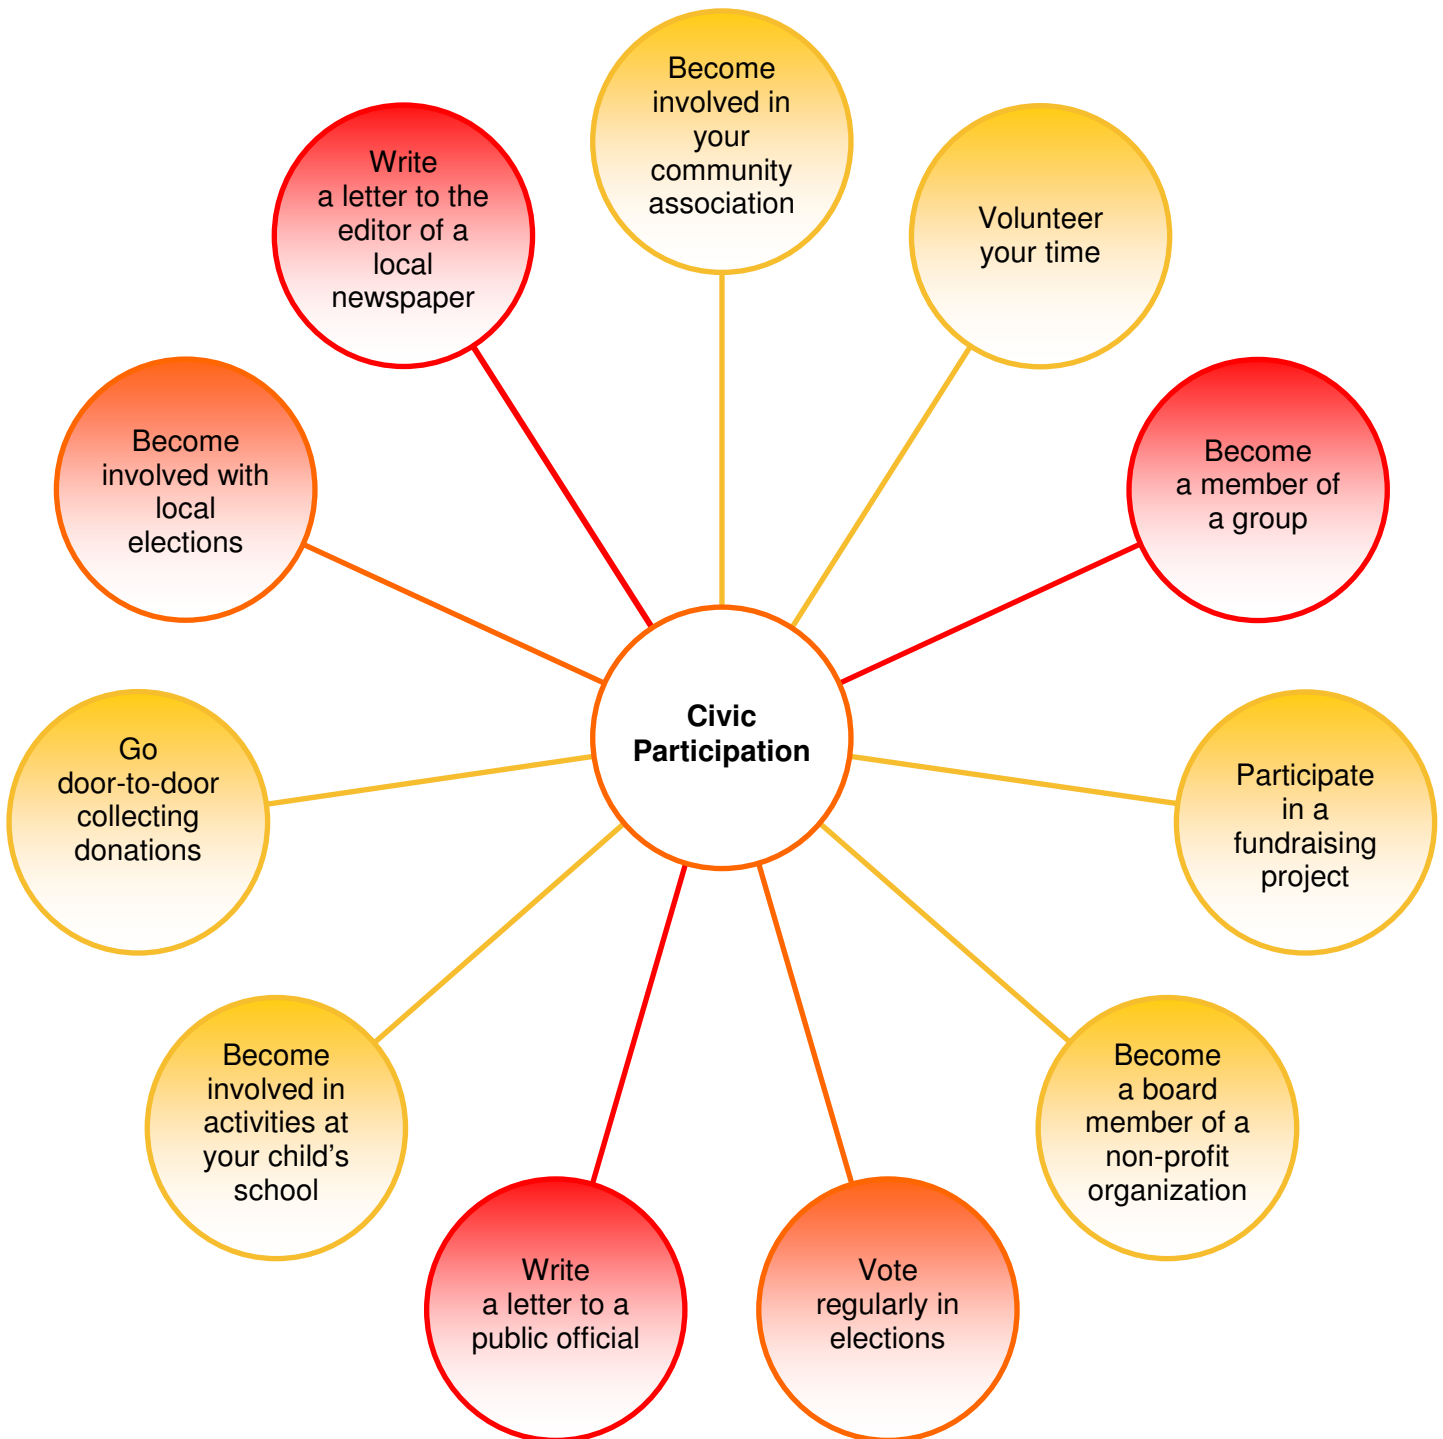 Become
involved in
your
community
association
Volunteer
your time
Become
a member of
a group
Participate
in a
fundraising
project
Become
a board
member of a
non-profit
organization
Vote
regularly in
elections
Write
a letter to a
public official
Become
involved in
activities at
your child’s
school
Go
door-to-door
collecting
donations
Become
involved with
local
elections
Write
a letter to the
editor of a
local
newspaper
Civic
Participation